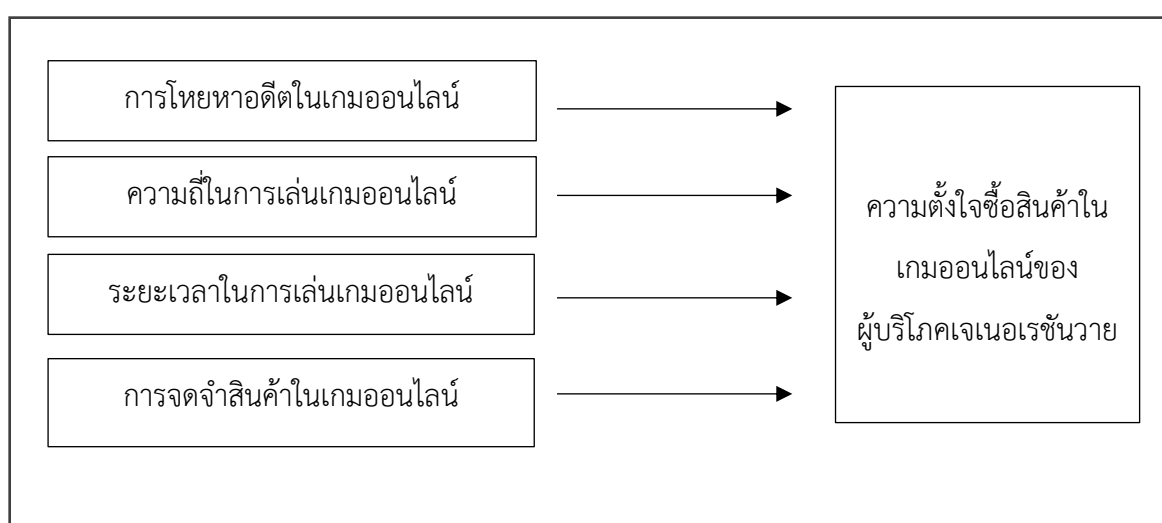 การโหยหาอดีตในเกมออนไลน์
ความถี่ในการเล่นเกมออนไลน์
ระยะเวลาในการเล่นเกมออนไลน์
การจดจำสินค้าในเกมออนไลน์
ความตั้งใจซื้อสินค้าใน
เกมออนไลน์ของ
ผู้บริโภคเจเนอเรชันวาย